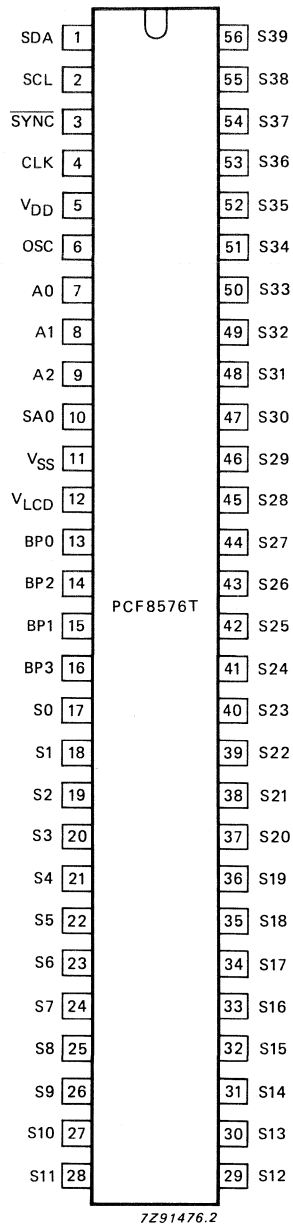 SDA 1 56 S39
SCL 2 55 S38
S̅Y̅N̅C̅ 3 54 S37
CLK 4 53 S36
VDD 5 52 S35
OSC 6 51 S34
A0 7 50 S33
A1 8 49 S32
A2 9 48 S31
SA0 10 47 S30
VSS 11 46 S29
VLCD 12 45 S28
BP0 13 44 S27
BP2 14 43 S26
PCF8576T
BP1 15 42 S25
BP3 16 41 S24
S0 17 40 S23
S1 18 39 S22
S2 19 38 S21
S3 20 37 S20
S4 21 36 S19
S5 22 35 S18
S6 23 34 S17
S7 24 33 S16
S8 25 32 S15
S9 26 31 S14
S10 27 30 S13
S11 28 29 S12
7Z91476.2